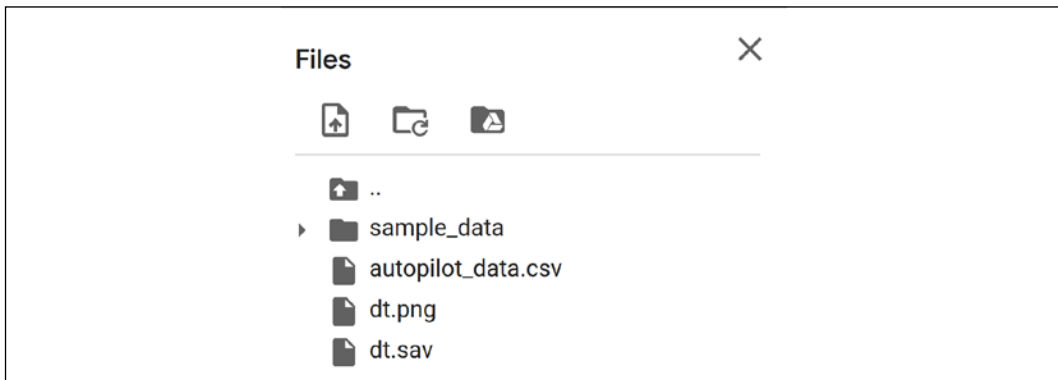 Files
..
sample_data
autopilot_data.csv
dt.png
dt.sav